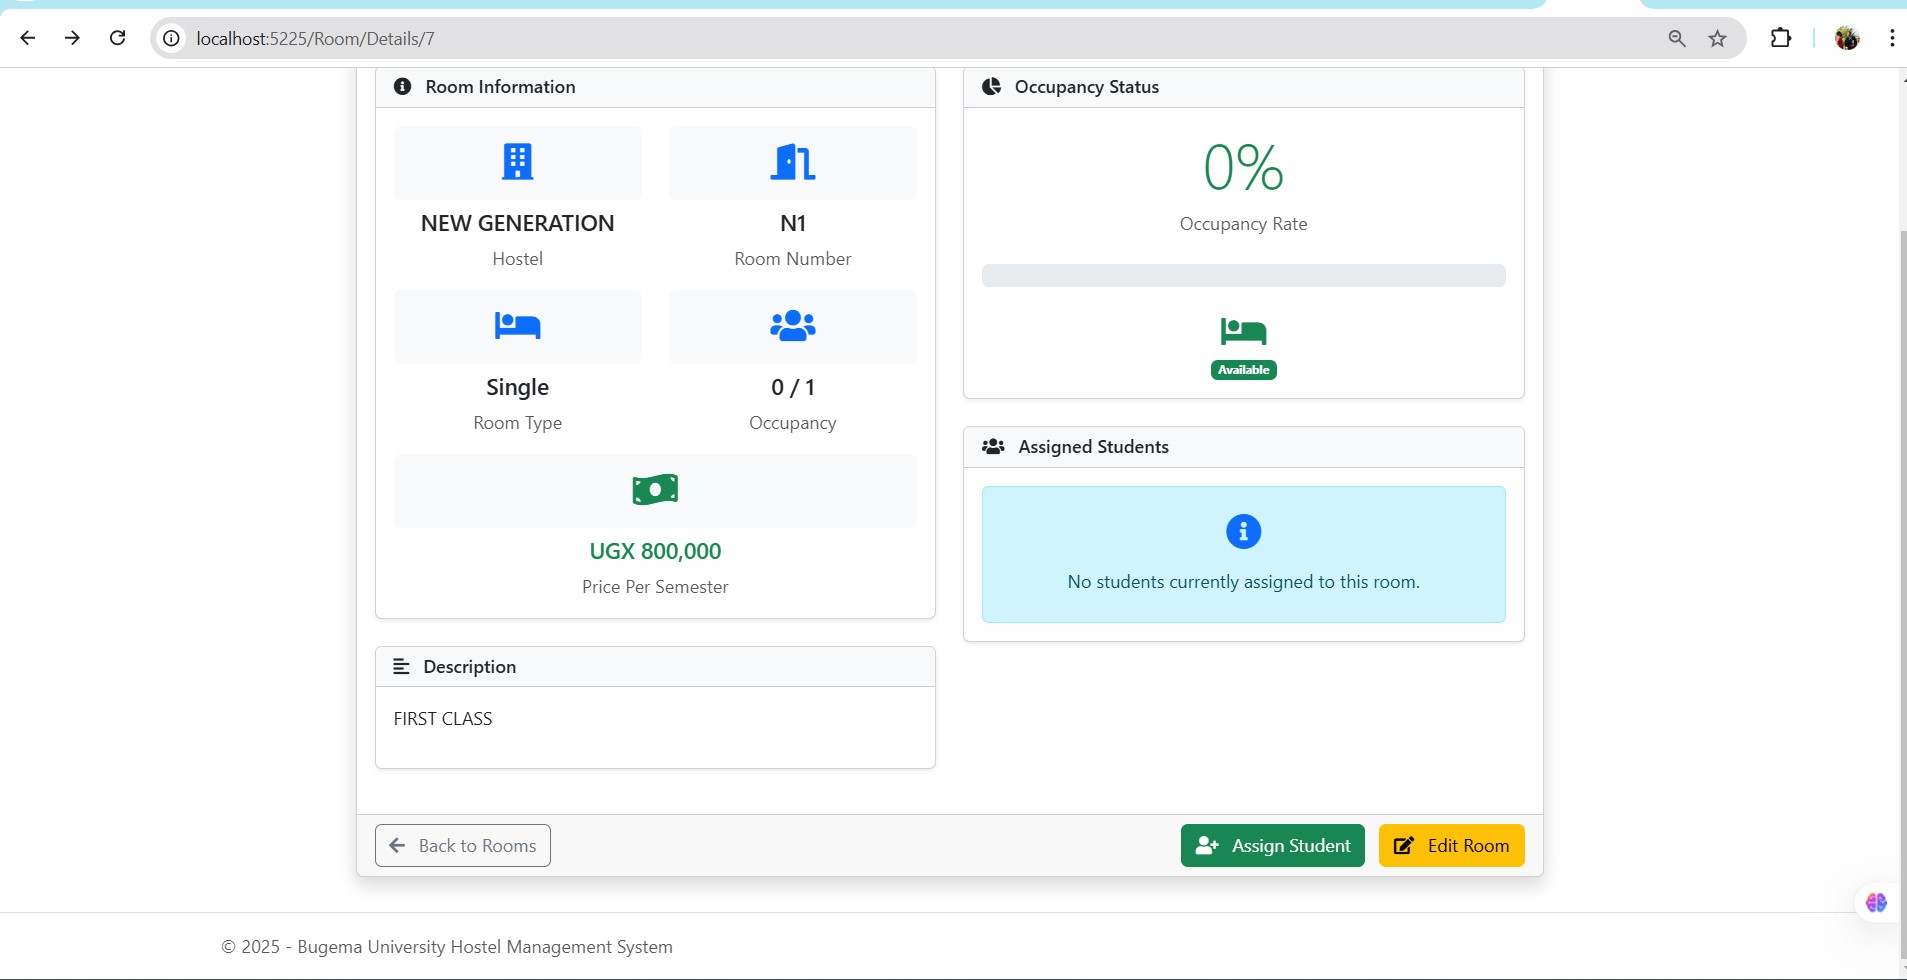 localhost:5225/Room/Details/7
Room Information
NEW GENERATION
Hostel
N1
Room Number
Single
Room Type
0 / 1
Occupancy
UGX 800,000
Price Per Semester
Description
FIRST CLASS
Occupancy Status
0%
Occupancy Rate
Available
Assigned Students
No students currently assigned to this room.
Back to Rooms
Assign Student
Edit Room
© 2025 - Bugema University Hostel Management System